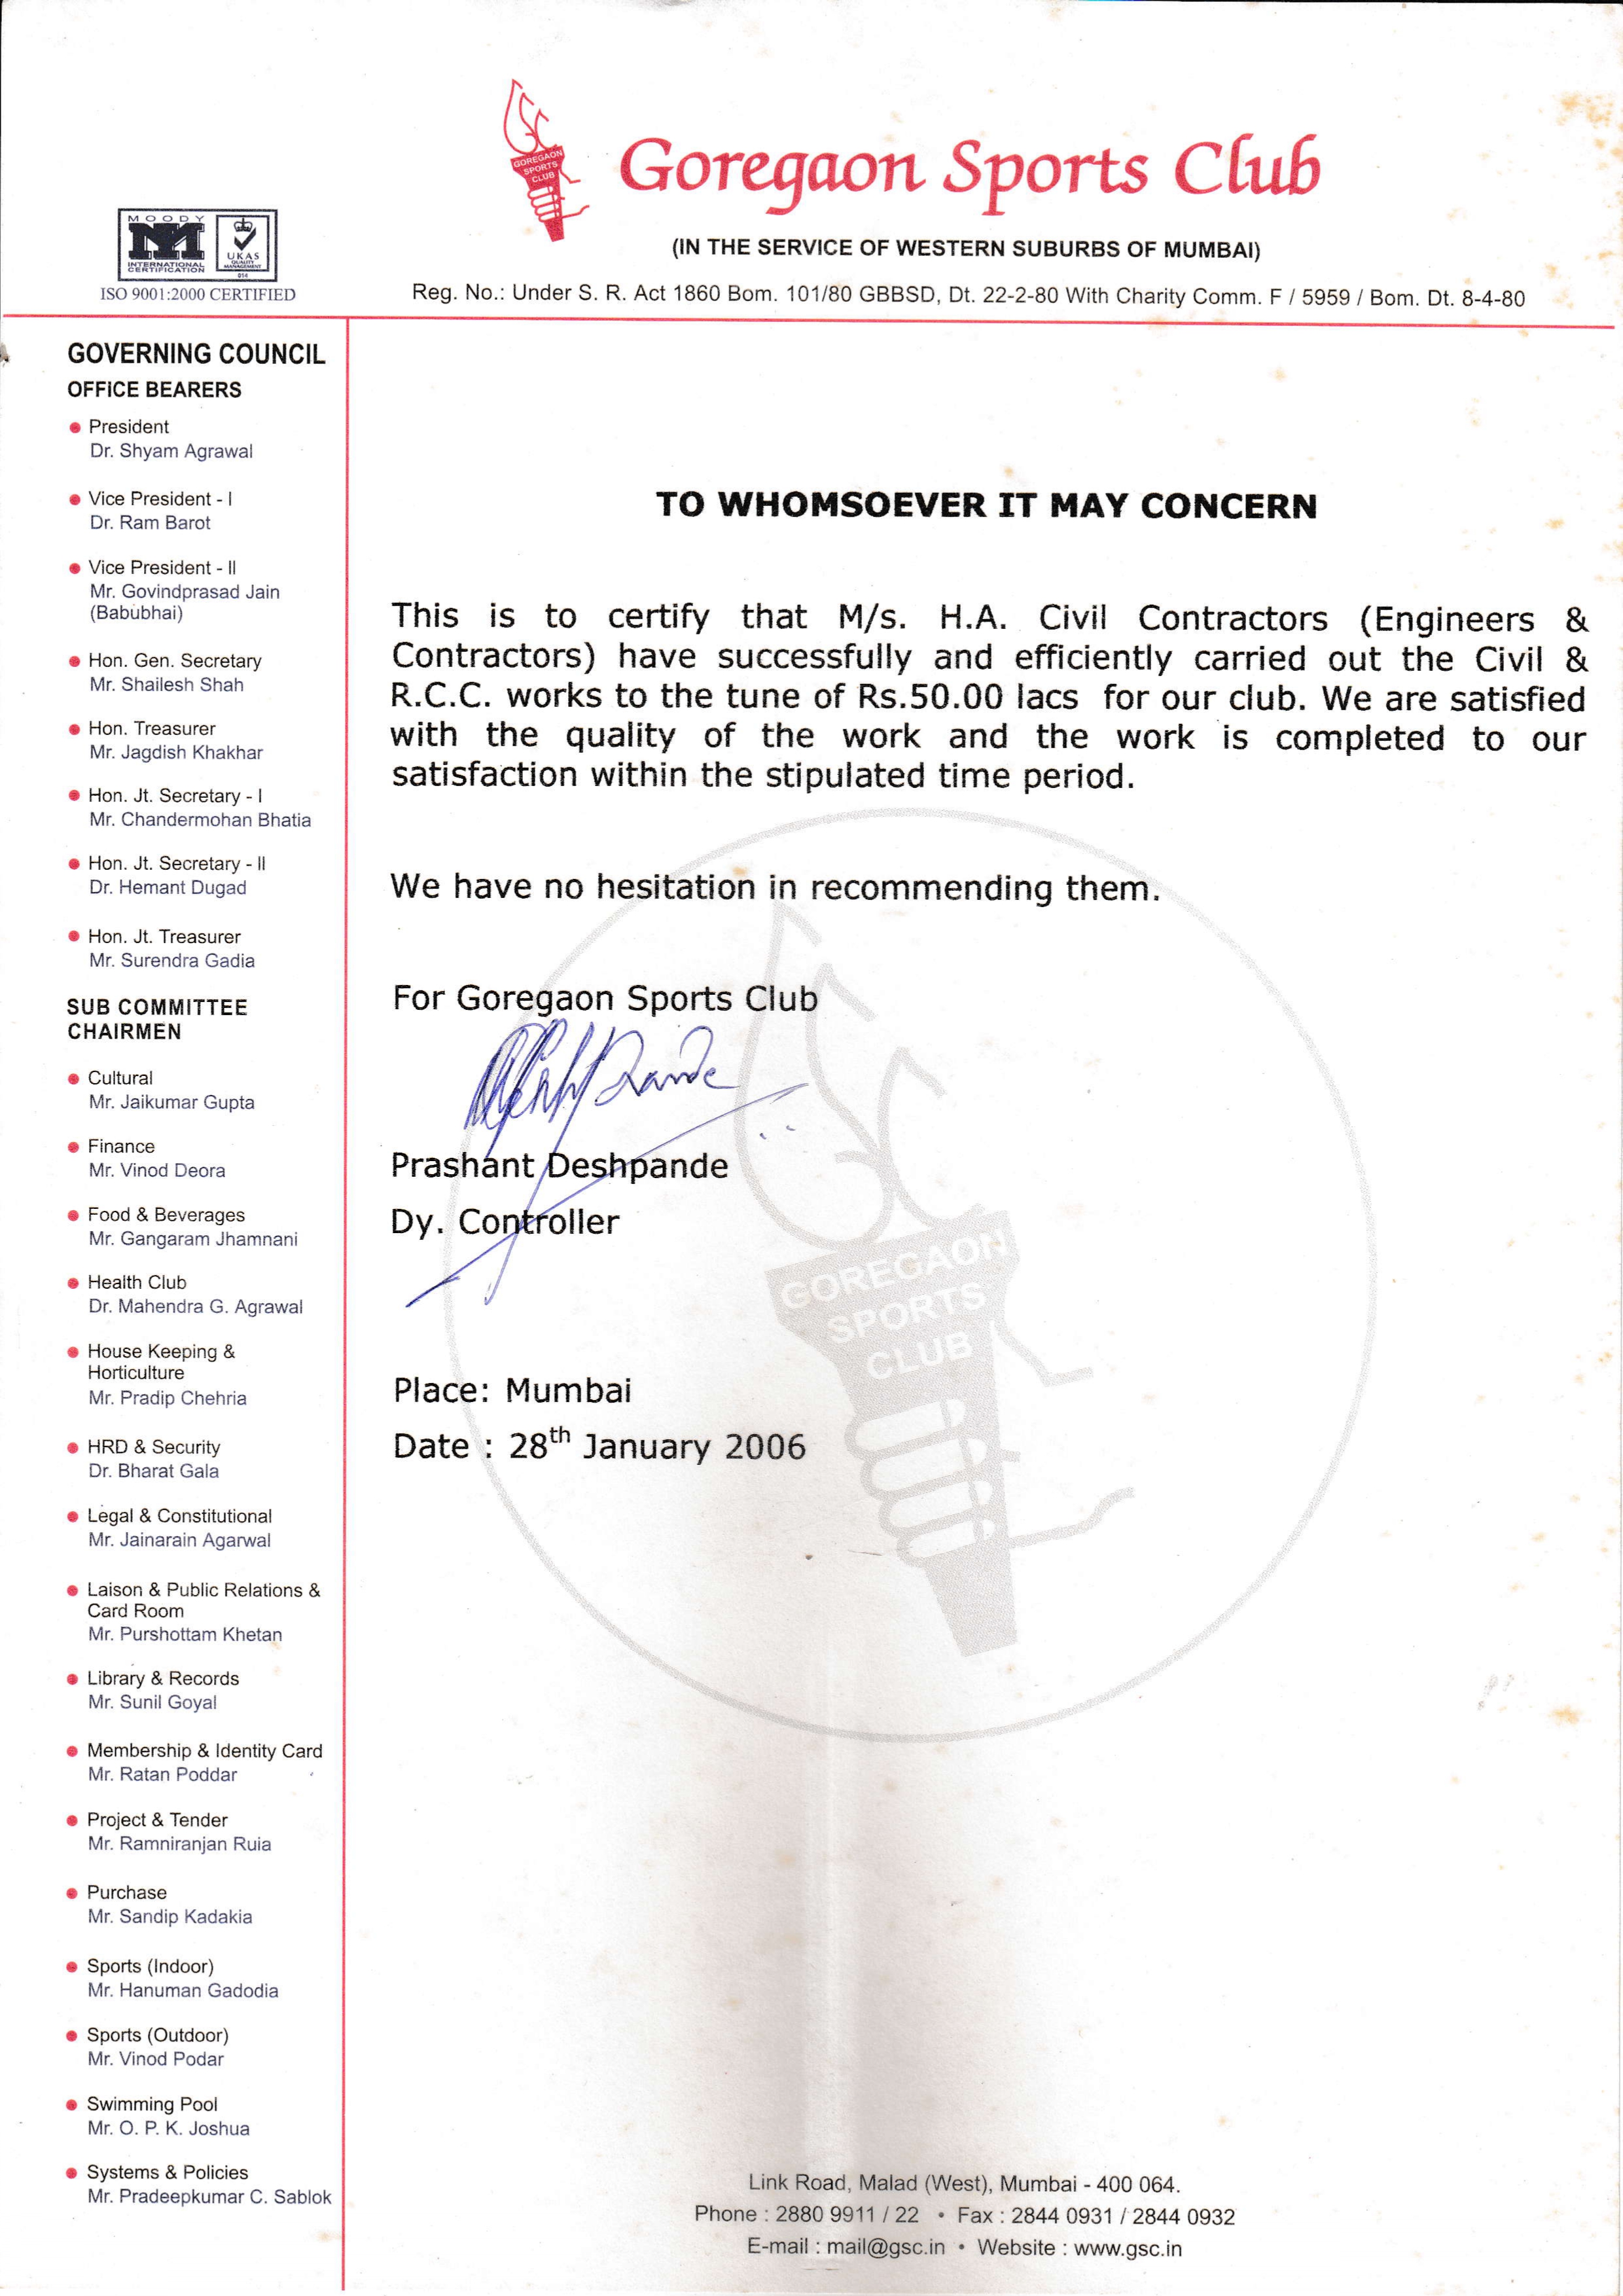 GOREGAON
SPORTS
CLUB
Goregaon Sports Club
(IN THE SERVICE OF WESTERN SUBURBS OF MUMBAI)
MOODY
INTERNATIONAL
CERTIFICATION
UKAS
QUALITY
MANAGEMENT
014
ISO 9001:2000 CERTIFIED
Reg. No.: Under S. R. Act 1860 Bom. 101/80 GBBSD, Dt. 22-2-80 With Charity Comm. F / 5959 / Bom. Dt. 8-4-80
GOVERNING COUNCIL
OFFICE BEARERS
President
Dr. Shyam Agrawal
Vice President - I
Dr. Ram Barot
Vice President - II
Mr. Govindprasad Jain
(Babubhai)
Hon. Gen. Secretary
Mr. Shailesh Shah
Hon. Treasurer
Mr. Jagdish Khakhar
Hon. Jt. Secretary - I
Mr. Chandermohan Bhatia
Hon. Jt. Secretary - II
Dr. Hemant Dugad
Hon. Jt. Treasurer
Mr. Surendra Gadia
SUB COMMITTEE
CHAIRMEN
Cultural
Mr. Jaikumar Gupta
Finance
Mr. Vinod Deora
Food & Beverages
Mr. Gangaram Jhamnani
Health Club
Dr. Mahendra G. Agrawal
House Keeping &
Horticulture
Mr. Pradip Chehria
HRD & Security
Dr. Bharat Gala
Legal & Constitutional
Mr. Jainarain Agarwal
Laison & Public Relations &
Card Room
Mr. Purshottam Khetan
Library & Records
Mr. Sunil Goyal
Membership & Identity Card
Mr. Ratan Poddar
Project & Tender
Mr. Ramniranjan Ruia
Purchase
Mr. Sandip Kadakia
Sports (Indoor)
Mr. Hanuman Gadodia
Sports (Outdoor)
Mr. Vinod Podar
Swimming Pool
Mr. O. P. K. Joshua
Systems & Policies
Mr. Pradeepkumar C. Sablok
TO WHOMSOEVER IT MAY CONCERN
This is to certify that M/s. H.A. Civil Contractors (Engineers &
Contractors) have successfully and efficiently carried out the Civil &
R.C.C. works to the tune of Rs.50.00 lacs for our club. We are satisfied
with the quality of the work and the work is completed to our
satisfaction within the stipulated time period.
We have no hesitation in recommending them.
For Goregaon Sports Club
Prashant Deshpande
Dy. Controller
GOREGAON
SPORTS
CLUB
Place: Mumbai
Date : 28th January 2006
Link Road, Malad (West), Mumbai - 400 064.
Phone : 2880 9911 / 22 • Fax : 2844 0931 / 2844 0932
E-mail : mail@gsc.in • Website : www.gsc.in